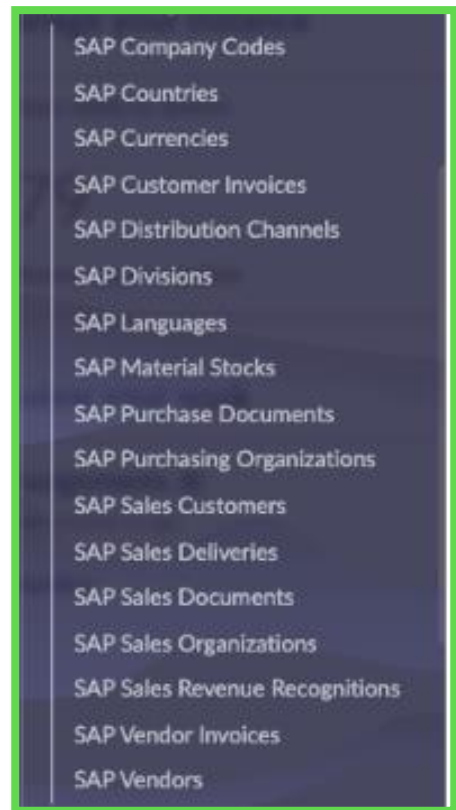 SAP Company Codes
SAP Countries
SAP Currencies
SAP Customer Invoices
SAP Distribution Channels
SAP Divisions
SAP Languages
SAP Material Stocks
SAP Purchase Documents
SAP Purchasing Organizations
SAP Sales Customers
SAP Sales Deliveries
SAP Sales Documents
SAP Sales Organizations
SAP Sales Revenue Recognitions
SAP Vendor Invoices
SAP Vendors